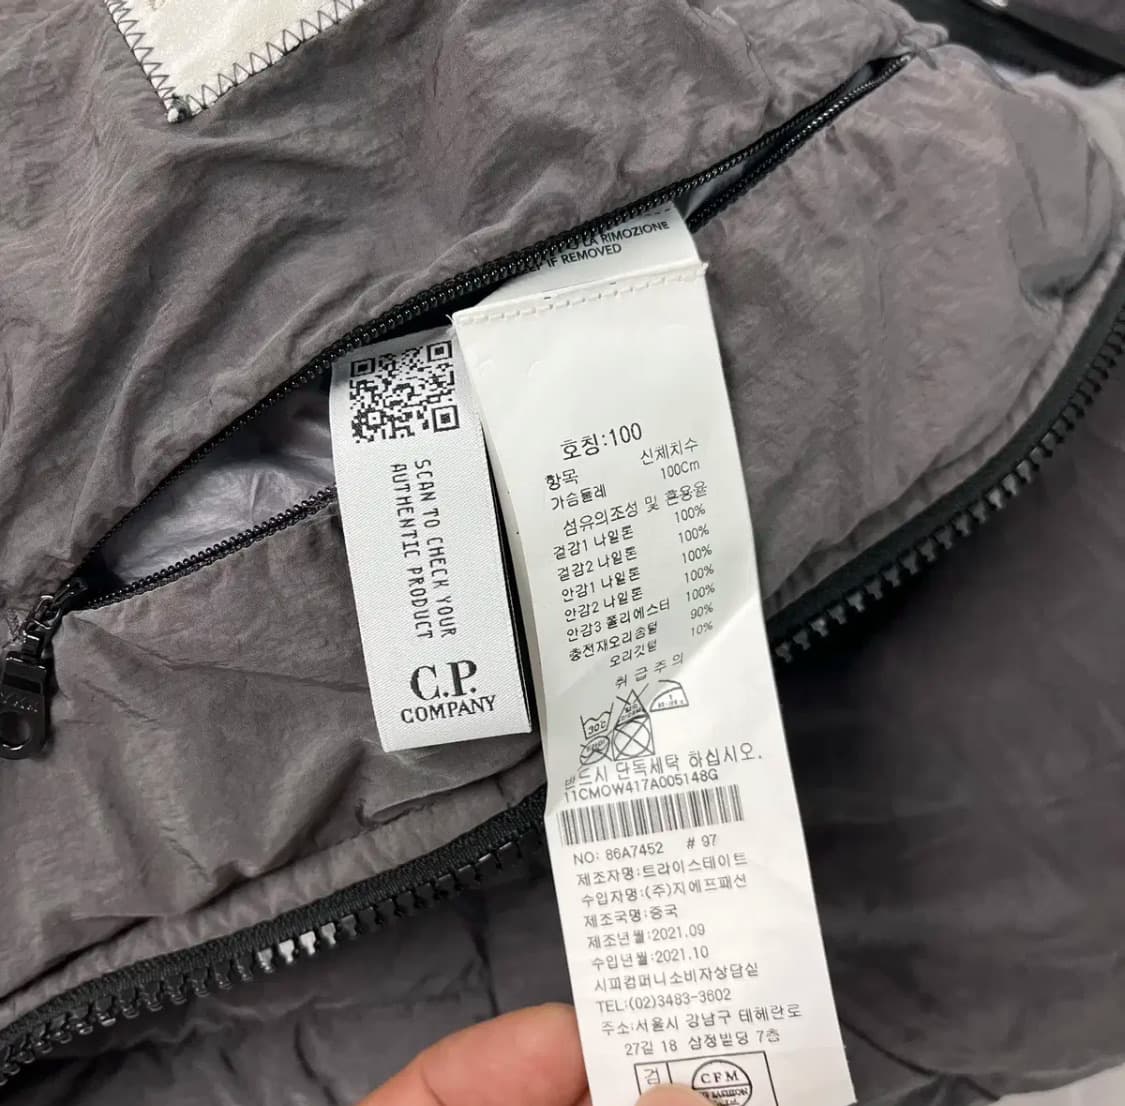 LA RIMOZIONE
IF REMOVED
SCAN TO CHECK YOUR
AUTHENTIC PRODUCT
C.P.
COMPANY
호칭:100
항목 신체치수
가슴둘레 100Cm
섬유의조성 및 혼용율
겉감1 나일론 100%
겉감2 나일론 100%
안감1 나일론 100%
안감2 나일론 100%
안감3 폴리에스터 100%
충전재오리솜털 90%
오리깃털 10%
취급주의
30℃
반드시 단독세탁 하십시오.
11CMOW417A005148G
NO: 86A7452 # 97
제조자명:트라이스테이트
수입자명:(주)지에프패션
제조국명:중국
제조년월:2021.09
수입년월:2021.10
시피컴퍼니소비자상담실
TEL:(02)3483-3602
주소:서울시 강남구 테헤란로
27길 18 삼정빌딩 7층
검
CFM